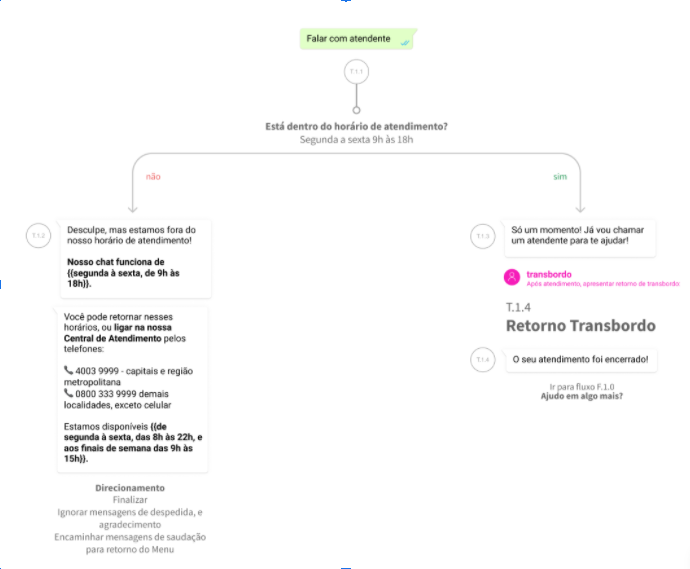 Falar com atendente
T.1.1
Está dentro do horário de atendimento?
Segunda a sexta 9h às 18h
não
sim
T.1.2
Desculpe, mas estamos fora do
nosso horário de atendimento!
Nosso chat funciona de
{{segunda à sexta, de 9h às
18h}}.
Você pode retornar nesses
horários, ou ligar na nossa
Central de Atendimento pelos
telefones:
📞 4003 9999 - capitais e região
metropolitana
📞 0800 333 9999 demais
localidades, exceto celular
Estamos disponíveis {{de
segunda à sexta, das 8h às 22h, e
aos finais de semana das 9h às
15h}}.
Direcionamento
Finalizar
Ignorar mensagens de despedida, e
agradecimento
Encaminhar mensagens de saudação
para retorno do Menu
T.1.3
Só um momento! Já vou chamar
um atendente para te ajudar!
transbordo
Após atendimento, apresentar retorno de transbordo:
T.1.4
Retorno Transbordo
T.1.4
O seu atendimento foi encerrado!
Ir para fluxo F.1.0
Ajudo em algo mais?